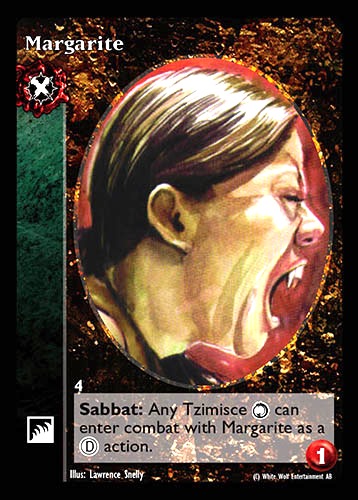 Margarite
4
Sabbat: Any Tzimisce can
enter combat with Margarite as a
D action.
1
Illus: Lawrence Snelly
(C) White Wolf Entertainment AB